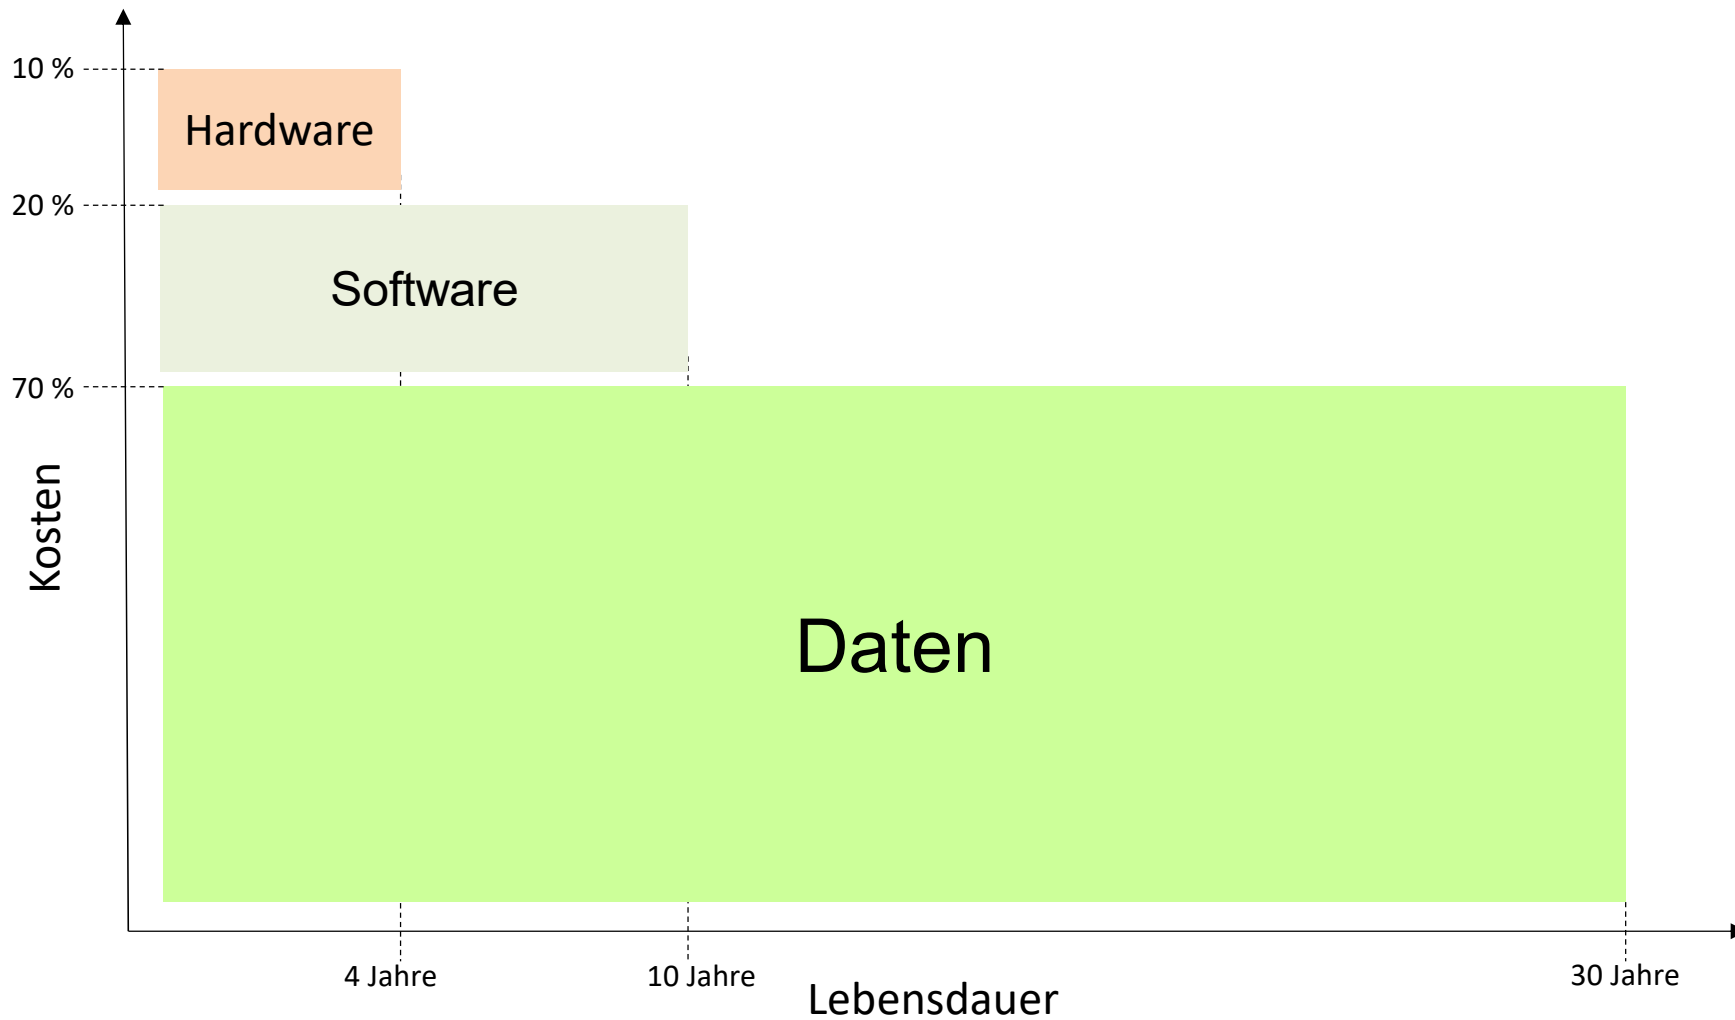 10 %
Hardware
20 %
Software
70 %
Kosten
Daten
4 Jahre
10 Jahre
30 Jahre
Lebensdauer